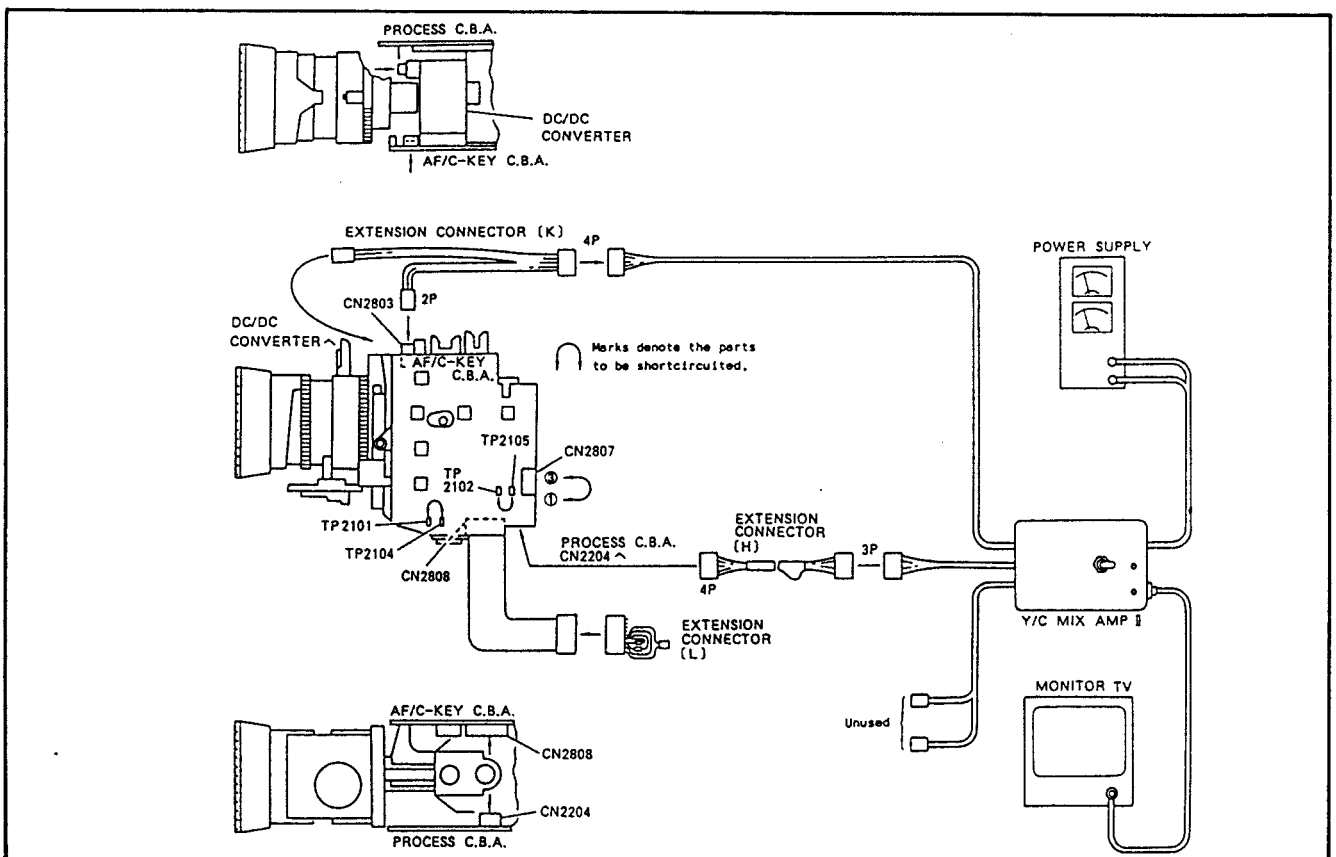 PROCESS C.B.A.
DC/DC
CONVERTER
AF/C-KEY C.B.A.
EXTENSION CONNECTOR (K)
4P
POWER SUPPLY
CN2803
2P
DC/DC
CONVERTER
AF/C-KEY
C.B.A.
Marks denote the parts
to be shortcircuited.
TP2105
CN2807
TP
2102
③
①
TP2101
TP2104
CN2808
PROCESS C.B.A.
CN2204
4P
EXTENSION
CONNECTOR
(H)
3P
Y/C MIX AMP II
EXTENSION
CONNECTOR
(L)
Unused
MONITOR TV
AF/C-KEY C.B.A.
CN2808
CN2204
PROCESS C.B.A.